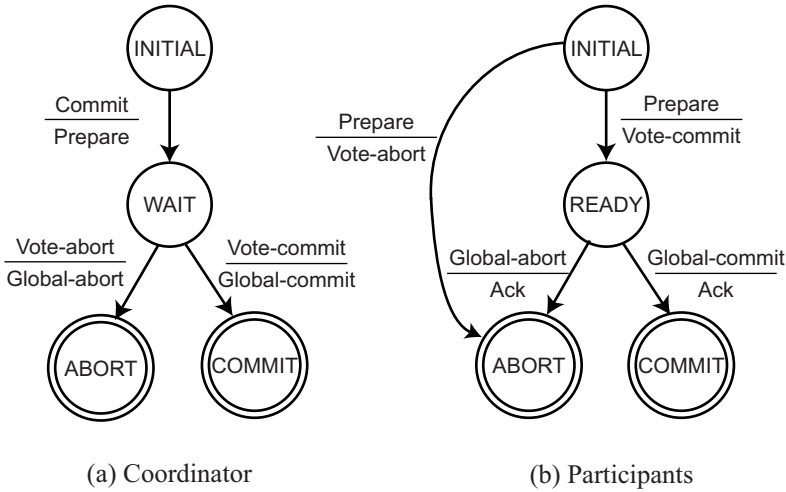 INITIAL
Commit
Prepare
WAIT
Vote-abort
Global-abort
Vote-commit
Global-commit
ABORT
COMMIT
(a) Coordinator
INITIAL
Prepare
Vote-abort
Prepare
Vote-commit
READY
Global-abort
Ack
Global-commit
Ack
ABORT
COMMIT
(b) Participants